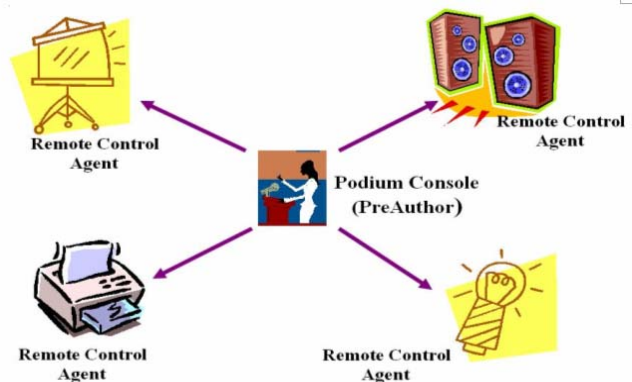 Remote Control
Agent
Remote Control
Agent
Podium Console
(PreAuthor)
Remote Control
Agent
Remote Control
Agent